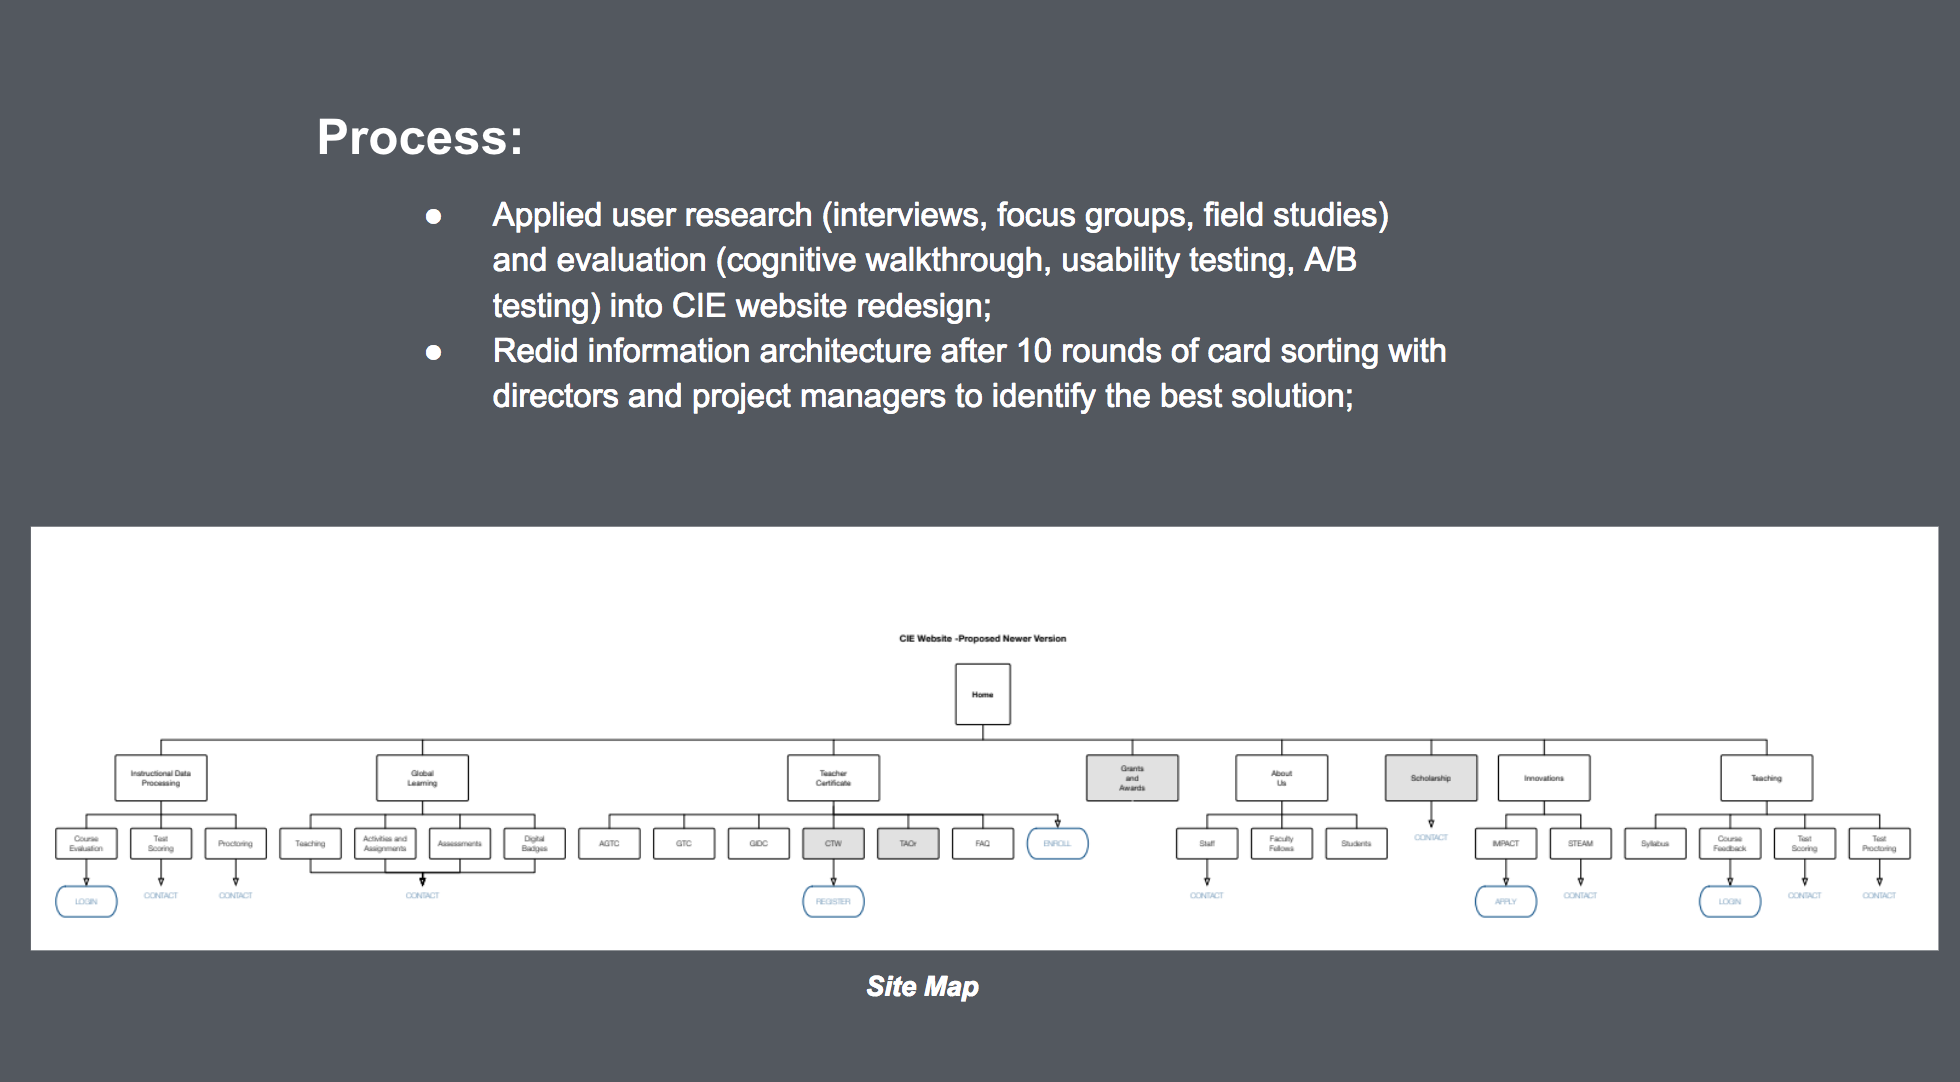 Process:
● Applied user research (interviews, focus groups, field studies)
and evaluation (cognitive walkthrough, usability testing, A/B
testing) into CIE website redesign;
● Redid information architecture after 10 rounds of card sorting with
directors and project managers to identify the best solution;
CIE Website -Proposed Newer Version
Home
Instructional Data
Processing
Global
Learning
Teacher
Certificate
Grants
and
Awards
About
Us
Scholarship
Innovations
Teaching
Course
Evaluation
Test
Scoring
Proctoring
Teaching
Activities and
Assignments
Assessments
Digital
Badges
AGTC
GTC
GIDC
CTW
TAOr
FAQ
ENROLL
Staff
Faculty
Fellows
Students
CONTACT
IMPACT
STEAM
Syllabus
Course
Feedback
Test
Scoring
Test
Proctoring
LOGIN
CONTACT
CONTACT
CONTACT
REGISTER
CONTACT
APPLY
CONTACT
LOGIN
CONTACT
CONTACT
Site Map